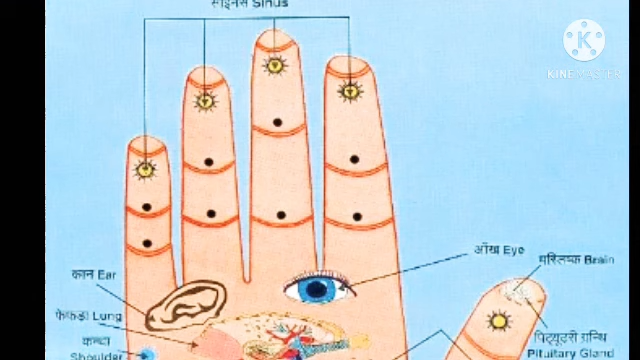 साइनस Sinus
KINEMASTER
आँख Eye
मस्तिष्क Brain
कान Ear
फेफड़ा Lung
पिट्यूटरी ग्रन्थि
Pituitary Gland
कन्धा
Shoulder